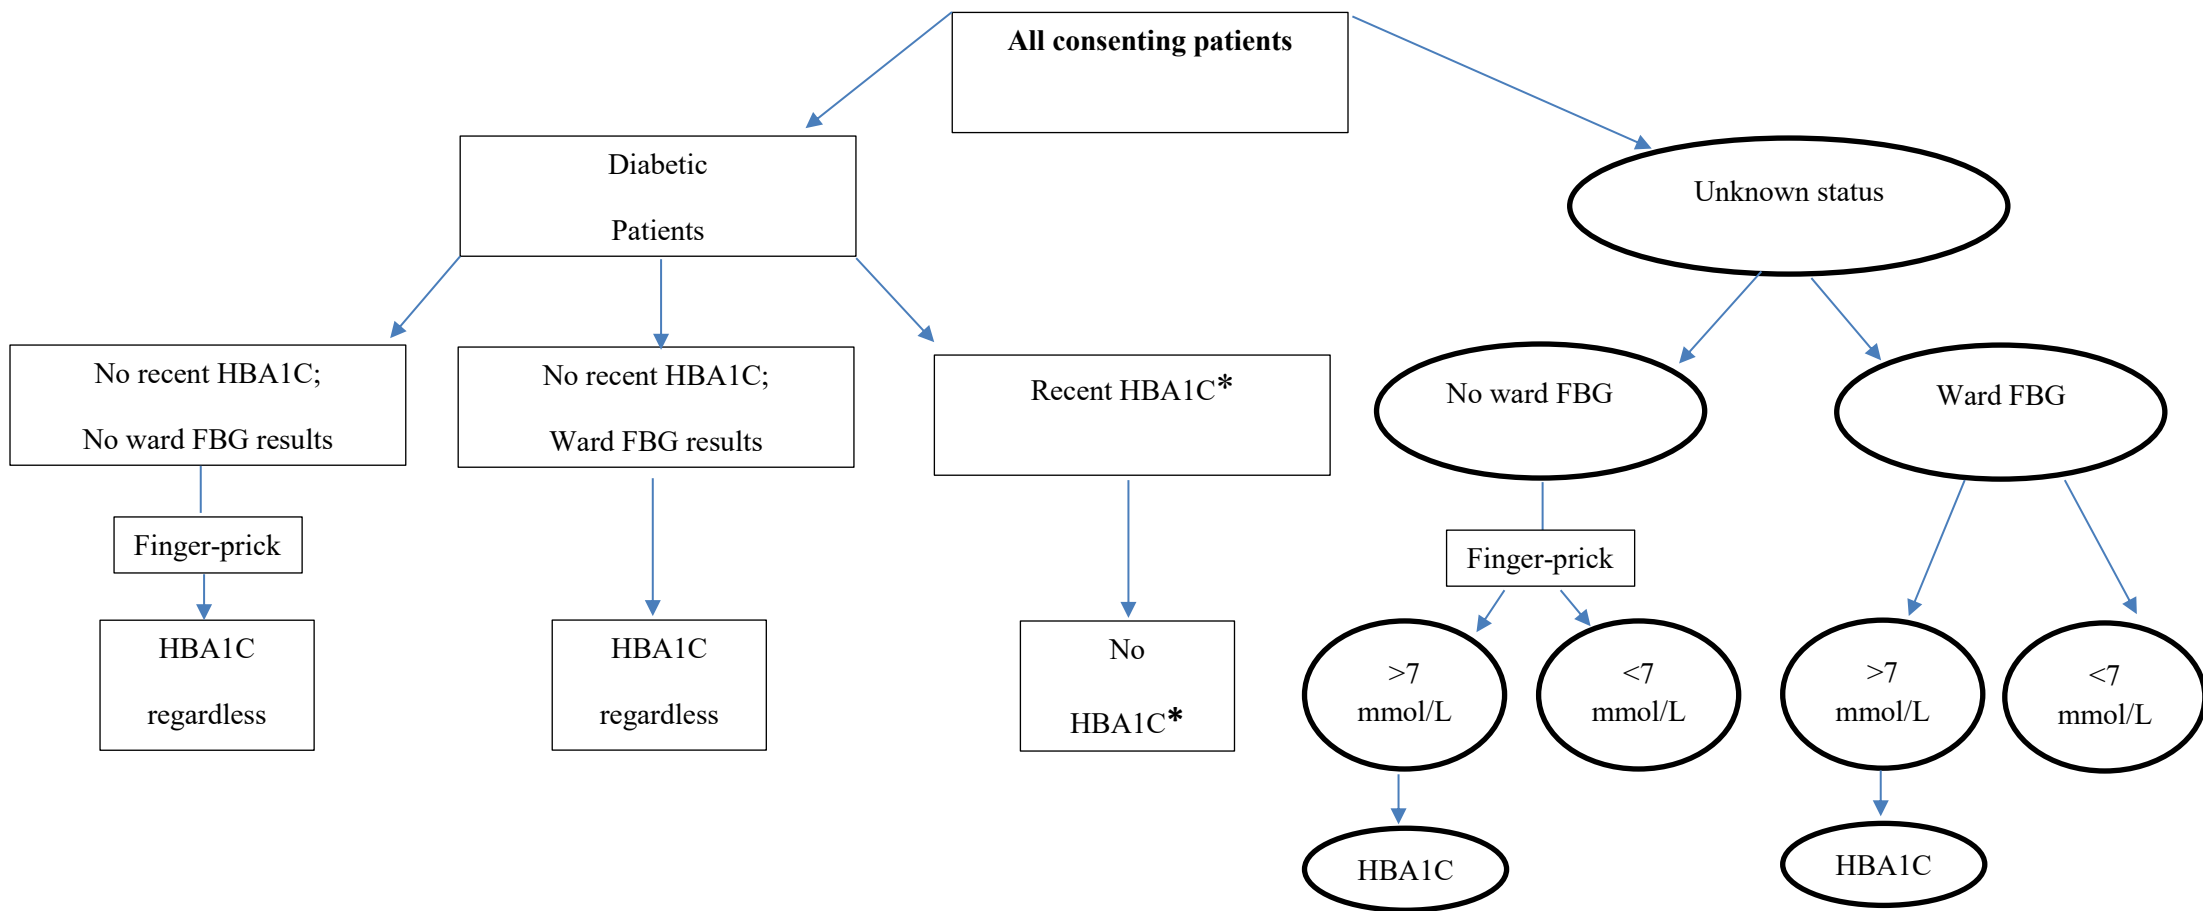 All consenting patients
Diabetic
Patients
Unknown status
No recent HBA1C;
No ward FBG results
No recent HBA1C;
Ward FBG results
Recent HBA1C*
No ward FBG
Ward FBG
Finger-prick
Finger-prick
HBA1C
regardless
HBA1C
regardless
No
HBA1C*
>7
mmol/L
<7
mmol/L
>7
mmol/L
<7
mmol/L
HBA1C
HBA1C